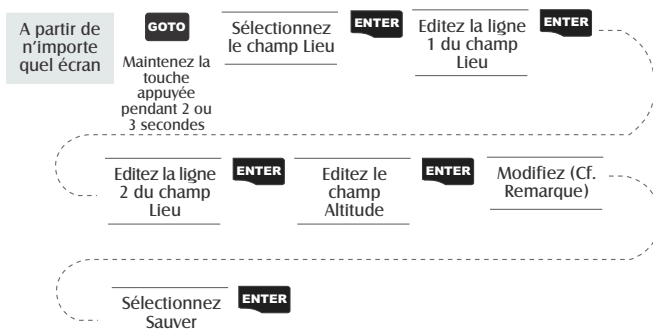 A partir de
n'importe
quel écran
GOTO
Maintenez la
touche
appuyée
pendant 2 ou
3 secondes
Sélectionnez
le champ Lieu
ENTER
Editez la ligne
1 du champ
Lieu
ENTER
Editez la ligne
2 du champ
Lieu
ENTER
Editez le
champ
Altitude
ENTER
Modifiez (Cf.
Remarque)
Sélectionnez
Sauver
ENTER